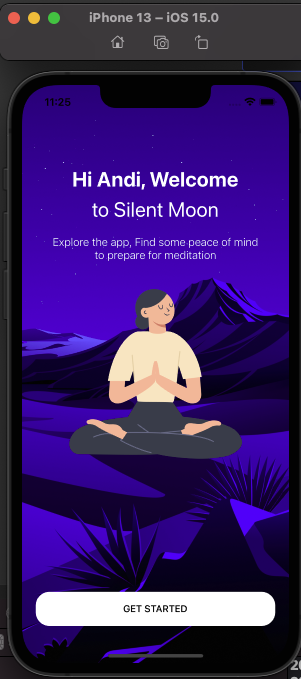 iPhone 13 – iOS 15.0
11:25
Hi Andi, Welcome
to Silent Moon
Explore the app, Find some peace of mind
to prepare for meditation
GET STARTED